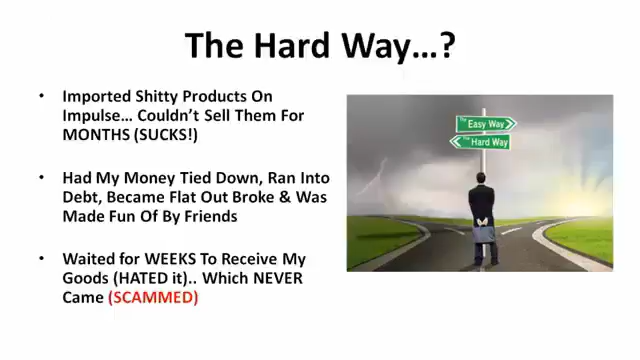 The Hard Way…?
• Imported Shitty Products On
Impulse… Couldn't Sell Them For
MONTHS (SUCKS!)
• Had My Money Tied Down, Ran Into
Debt, Became Flat Out Broke & Was
Made Fun Of By Friends
• Waited for WEEKS To Receive My
Goods (HATED it).. Which NEVER
Came (SCAMMED)
The Easy Way
The Hard Way